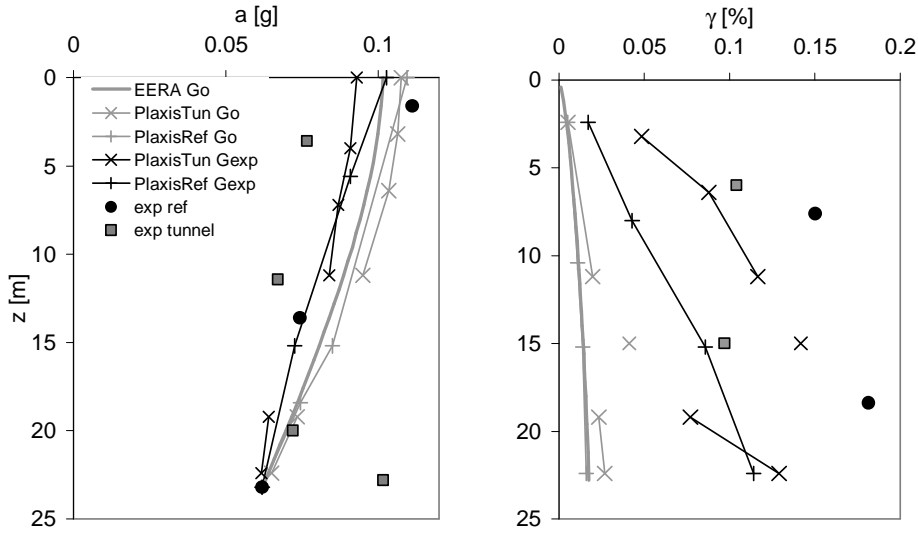 a [g]
0 0.05 0.1
0
5
10
15
20
25
z [m]
EERA Go
PlaxisTun Go
PlaxisRef Go
PlaxisTun Gexp
PlaxisRef Gexp
exp ref
exp tunnel
γ [%]
0 0.05 0.1 0.15 0.2
0
5
10
15
20
25